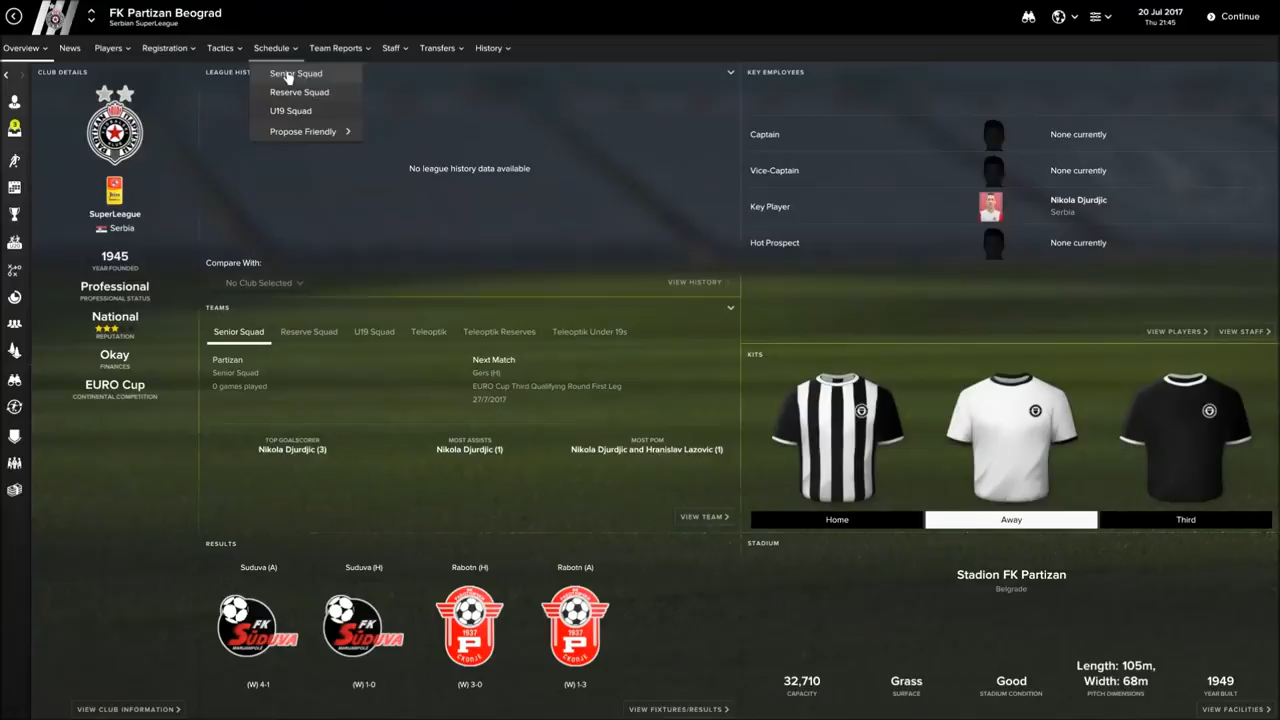 FK Partizan Beograd
Serbian SuperLeague
20 Jul 2017
Thu 21:45
Continue
Overview
News
Players
Registration
Tactics
Schedule
Team Reports
Staff
Transfers
History
Senior Squad
Reserve Squad
U19 Squad
Propose Friendly
CLUB DETAILS
SuperLeague
Serbia
1945
YEAR FOUNDED
Professional
PROFESSIONAL STATUS
National
REPUTATION
Okay
FINANCES
EURO Cup
CONTINENTAL COMPETITION
VIEW CLUB INFORMATION
LEAGUE HIST
No league history data available
Compare With:
No Club Selected
VIEW HISTORY
TEAMS
Senior Squad
Reserve Squad
U19 Squad
Teleoptik
Teleoptik Reserves
Teleoptik Under 19s
Partizan
Senior Squad
0 games played
Next Match
Gers (H)
EURO Cup Third Qualifying Round First Leg
27/7/2017
TOP GOALSCORER
Nikola Djurdjic (3)
MOST ASSISTS
Nikola Djurdjic (1)
MOST POM
Nikola Djurdjic and Hranislav Lazovic (1)
VIEW TEAM
RESULTS
Suduva (A)
Suduva (H)
Rabotn (H)
Rabotn (A)
FK
SŪDUVA
FK
SŪDUVA
1937
P
СКОПЈЕ
1937
P
СКОПЈЕ
(W) 4-1
(W) 1-0
(W) 3-0
(W) 1-3
VIEW FIXTURES/RESULTS
KEY EMPLOYEES
Captain
None currently
Vice-Captain
None currently
Key Player
Nikola Djurdjic
Serbia
Hot Prospect
None currently
VIEW PLAYERS
VIEW STAFF
KITS
Home
Away
Third
STADIUM
Stadion FK Partizan
Belgrade
32,710
CAPACITY
Grass
SURFACE
Good
STADIUM CONDITION
Length: 105m,
Width: 68m
PITCH DIMENSIONS
1949
YEAR BUILT
VIEW FACILITIES